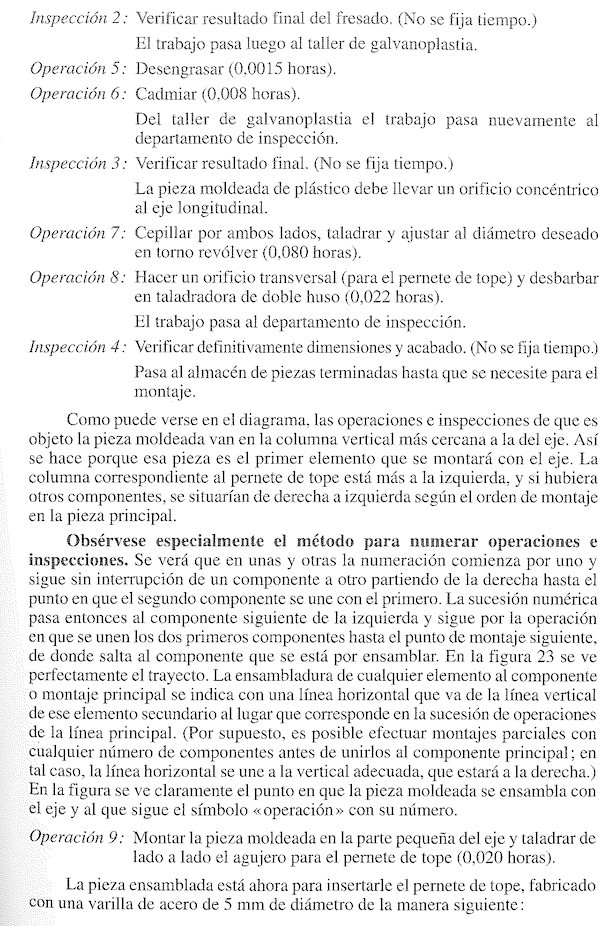 Inspección 2: Verificar resultado final del fresado. (No se fija tiempo.)
El trabajo pasa luego al taller de galvanoplastia.
Operación 5: Desengrasar (0,0015 horas).
Operación 6: Cadmiar (0,008 horas).
Del taller de galvanoplastia el trabajo pasa nuevamente al
departamento de inspección.
Inspección 3: Verificar resultado final. (No se fija tiempo.)
La pieza moldeada de plástico debe llevar un orificio concéntrico
al eje longitudinal.
Operación 7: Cepillar por ambos lados, taladrar y ajustar al diámetro deseado
en torno revólver (0,080 horas).
Operación 8: Hacer un orificio transversal (para el pernete de tope) y desbarbar
en taladradora de doble huso (0,022 horas).
El trabajo pasa al departamento de inspección.
Inspección 4: Verificar definitivamente dimensiones y acabado. (No se fija tiempo.)
Pasa al almacén de piezas terminadas hasta que se necesite para el
montaje.
Como puede verse en el diagrama, las operaciones e inspecciones de que es
objeto la pieza moldeada van en la columna vertical más cercana a la del eje. Así
se hace porque esa pieza es el primer elemento que se montará con el eje. La
columna correspondiente al pernete de tope está más a la izquierda, y si hubiera
otros componentes, se situarían de derecha a izquierda según el orden de montaje
en la pieza principal.
Obsérvese especialmente el método para numerar operaciones e
inspecciones. Se verá que en unas y otras la numeración comienza por uno y
sigue sin interrupción de un componente a otro partiendo de la derecha hasta el
punto en que el segundo componente se une con el primero. La sucesión numérica
pasa entonces al componente siguiente de la izquierda y sigue por la operación
en que se unen los dos primeros componentes hasta el punto de montaje siguiente,
de donde salta al componente que se está por ensamblar. En la figura 23 se ve
perfectamente el trayecto. La ensambladura de cualquier elemento al componente
o montaje principal se indica con una línea horizontal que va de la línea vertical
de ese elemento secundario al lugar que corresponde en la sucesión de operaciones
de la línea principal. (Por supuesto, es posible efectuar montajes parciales con
cualquier número de componentes antes de unirlos al componente principal; en
tal caso, la línea horizontal se une a la vertical adecuada, que estará a la derecha.)
En la figura se ve claramente el punto en que la pieza moldeada se ensambla con
el eje y al que sigue el símbolo «operación» con su número.
Operación 9: Montar la pieza moldeada en la parte pequeña del eje y taladrar de
lado a lado el agujero para el pernete de tope (0,020 horas).
La pieza ensamblada está ahora para insertarle el pernete de tope, fabricado
con una varilla de acero de 5 mm de diámetro de la manera siguiente: